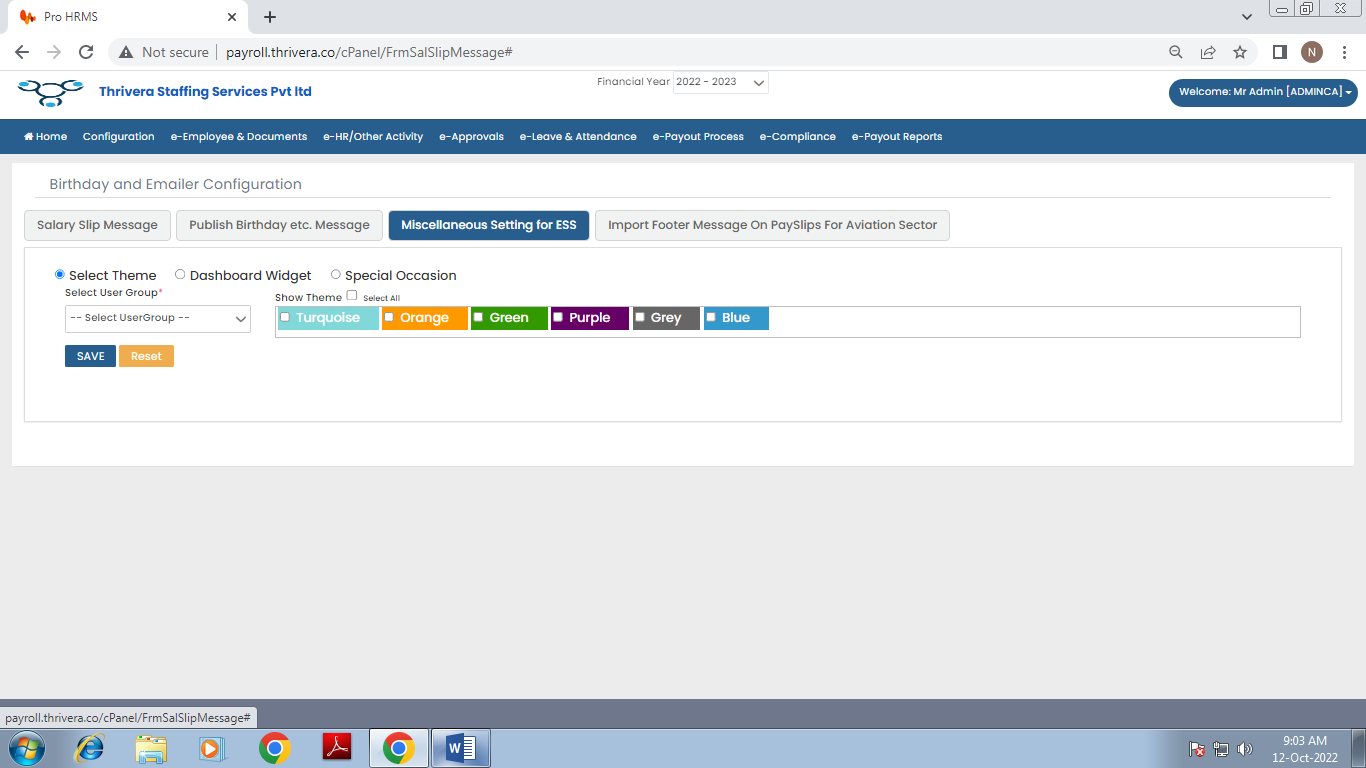 Pro HRMS
Not secure | payroll.thrivera.co/cPanel/FrmSalSlipMessage#
N
Thrivera Staffing Services Pvt ltd
Financial Year 2022 - 2023
Welcome: Mr Admin [ADMINCA]
Home Configuration e-Employee & Documents e-HR/Other Activity e-Approvals e-Leave & Attendance e-Payout Process e-Compliance e-Payout Reports
Birthday and Emailer Configuration
Salary Slip Message Publish Birthday etc. Message Miscellaneous Setting for ESS Import Footer Message On PaySlips For Aviation Sector
Select Theme Dashboard Widget Special Occasion
Select User Group*
Show Theme Select All
-- Select UserGroup --
Turquoise Orange Green Purple Grey Blue
SAVE Reset
payroll.thrivera.co/cPanel/FrmSalSlipMessage#
W
9:03 AM
12-Oct-2022